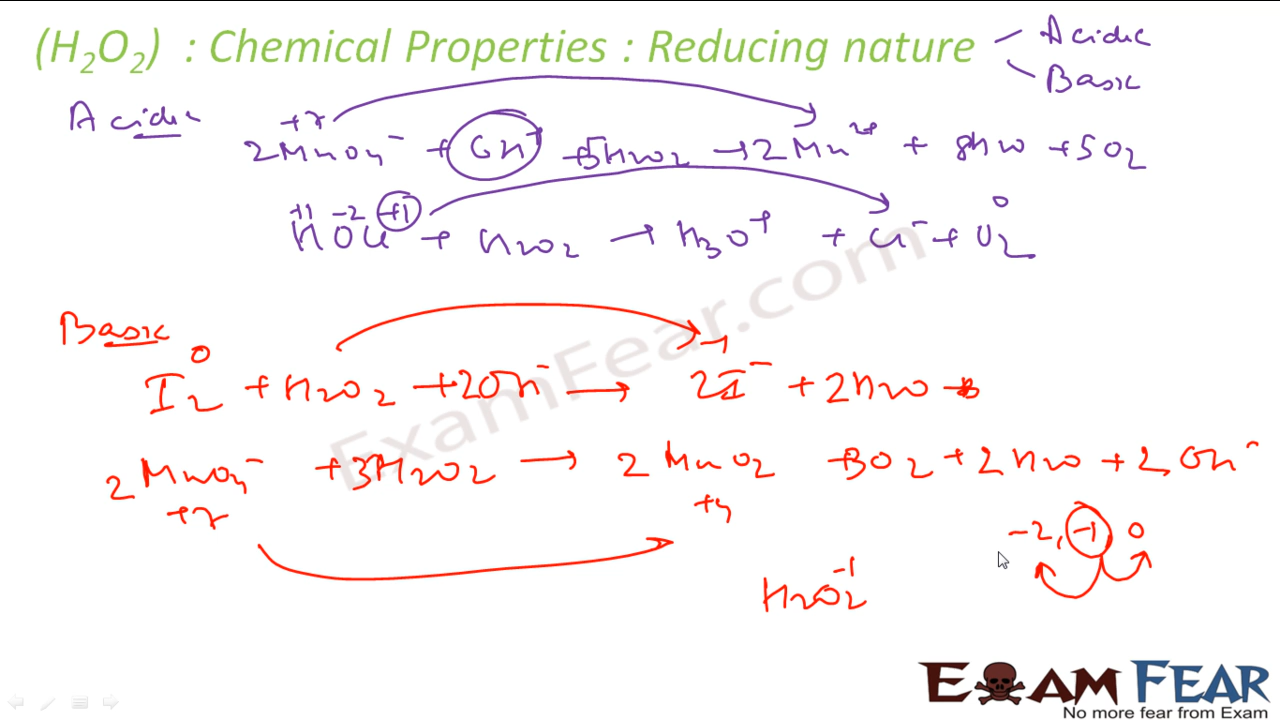 (H₂O₂) : Chemical Properties : Reducing nature
Acidic
Basic
Acidic
+7
2MnO₄⁻ + 6H⁺ + 5H₂O₂ → 2Mn²⁺ + 8H₂O + 5O₂
+1 -2 +1 0
HOCl + H₂O₂ → H₃O⁺ + Cl⁻ + O₂
Basic
0 -1
I₂ + H₂O₂ + 2OH⁻ → 2I⁻ + 2H₂O +
2MnO₄⁻ + 3H₂O₂ → 2MnO₂ + 3O₂ + 2H₂O + 2OH⁻
+7 +4
-2, -1, 0
-1
H₂O₂
ExamFear.com
EXAM FEAR
No more fear from Exam